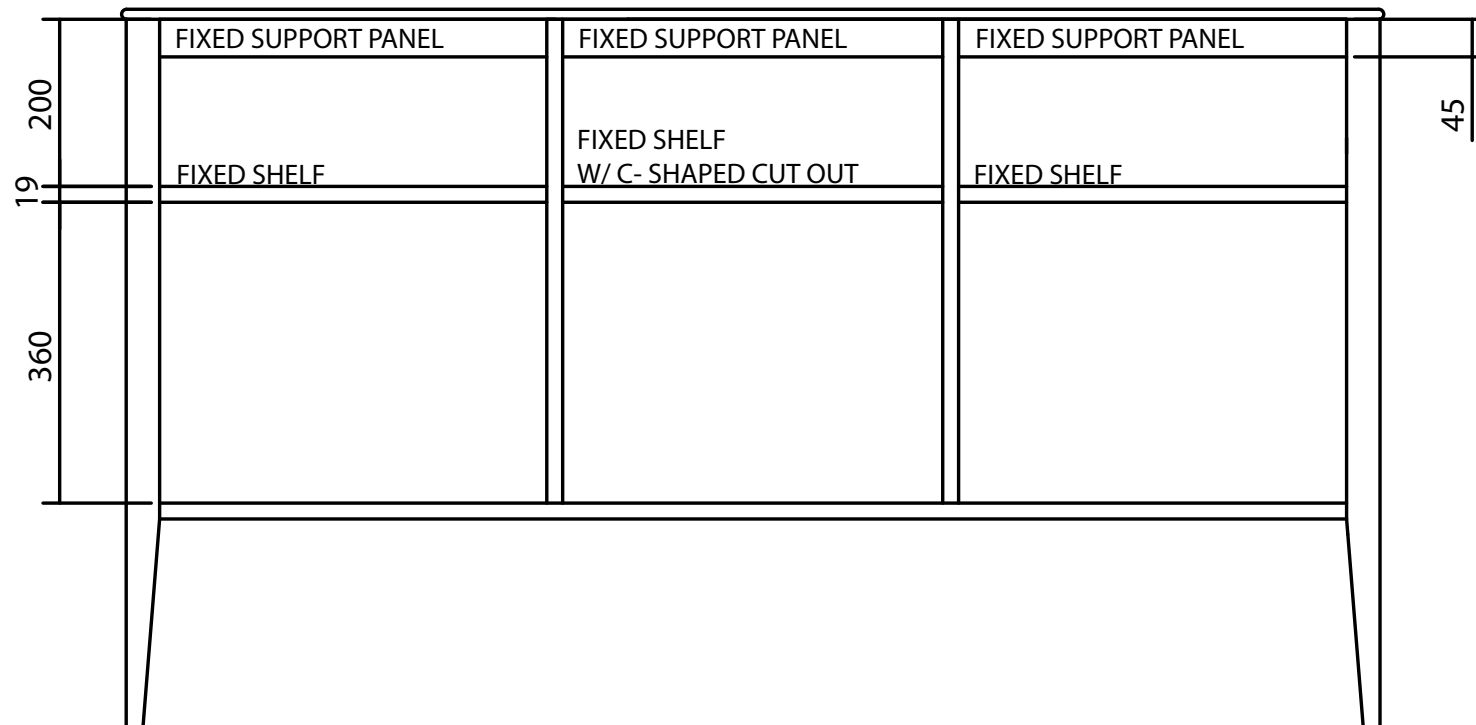 FIXED SUPPORT PANEL
FIXED SUPPORT PANEL
FIXED SUPPORT PANEL
200
45
FIXED SHELF
FIXED SHELF
W/ C- SHAPED CUT OUT
FIXED SHELF
19
360